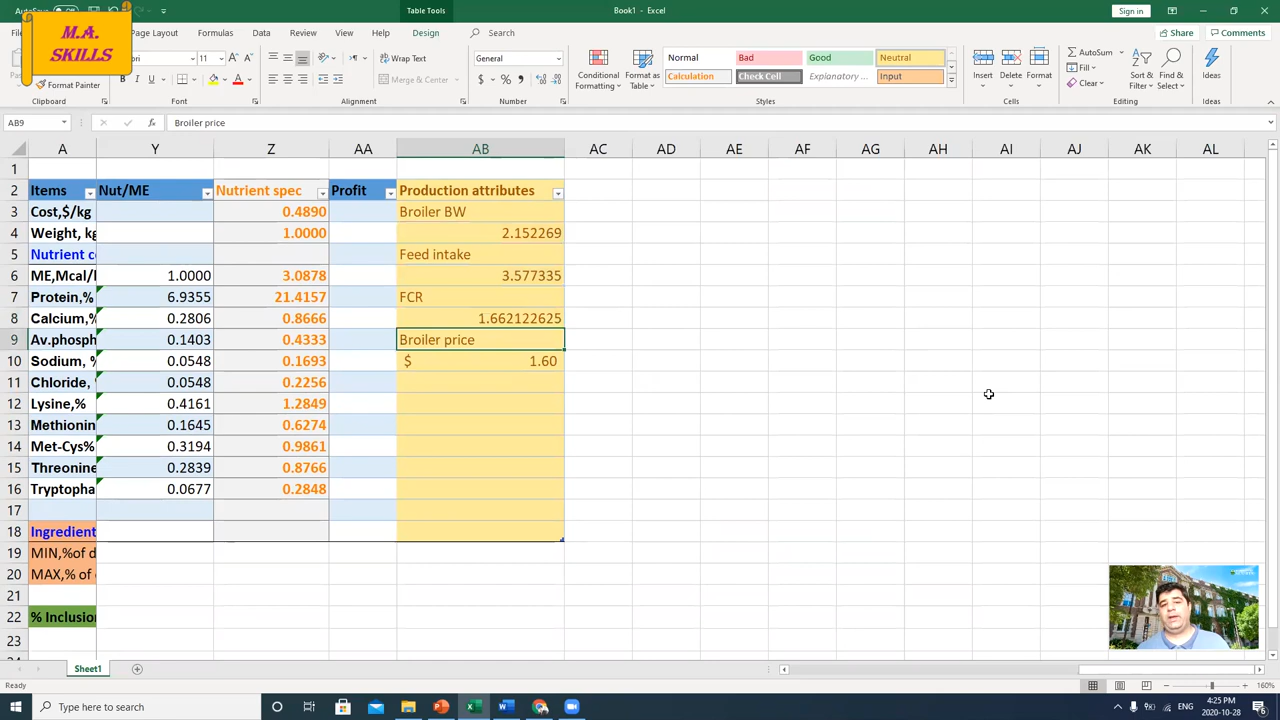 AutoSave Off
Table Tools
Book1 - Excel
Sign in
M.A.
SKILLS
Page Layout
Formulas
Data
Review
View
Help
Design
Share
Comments
11
General
Normal
Bad
Good
Neutral
Calculation
Check Cell
Explanatory ...
Input
Conditional
Formatting
Format as
Table
Insert
Delete
Format
AutoSum
Fill
Clear
Sort &
Filter
Find &
Select
Ideas
Format Painter
B I U
Merge & Center
$ % ,
Clipboard
Font
Alignment
Number
Styles
Cells
Editing
Ideas
AB9
fx
Broiler price
A Y Z AA AB AC AD AE AF AG AH AI AJ AK AL
1
2 Items Nut/ME Nutrient spec Profit Production attributes
3 Cost,$/kg 0.4890 Broiler BW
4 Weight, kg 1.0000 2.152269
5 Nutrient c Feed intake
6 ME,Mcal/ 1.0000 3.0878 3.577335
7 Protein,% 6.9355 21.4157 FCR
8 Calcium,% 0.2806 0.8666 1.662122625
9 Av.phosph 0.1403 0.4333 Broiler price
10 Sodium, % 0.0548 0.1693 $ 1.60
11 Chloride, 0.0548 0.2256
12 Lysine,% 0.4161 1.2849
13 Methionin 0.1645 0.6274
14 Met-Cys% 0.3194 0.9861
15 Threonine 0.2839 0.8766
16 Tryptopha 0.0677 0.2848
17
18 Ingredient
19 MIN,%of d
20 MAX,% of
21
22 % Inclusion
23
Sheet1
Ready
160%
Type here to search
ENG
4:25 PM
2020-10-28